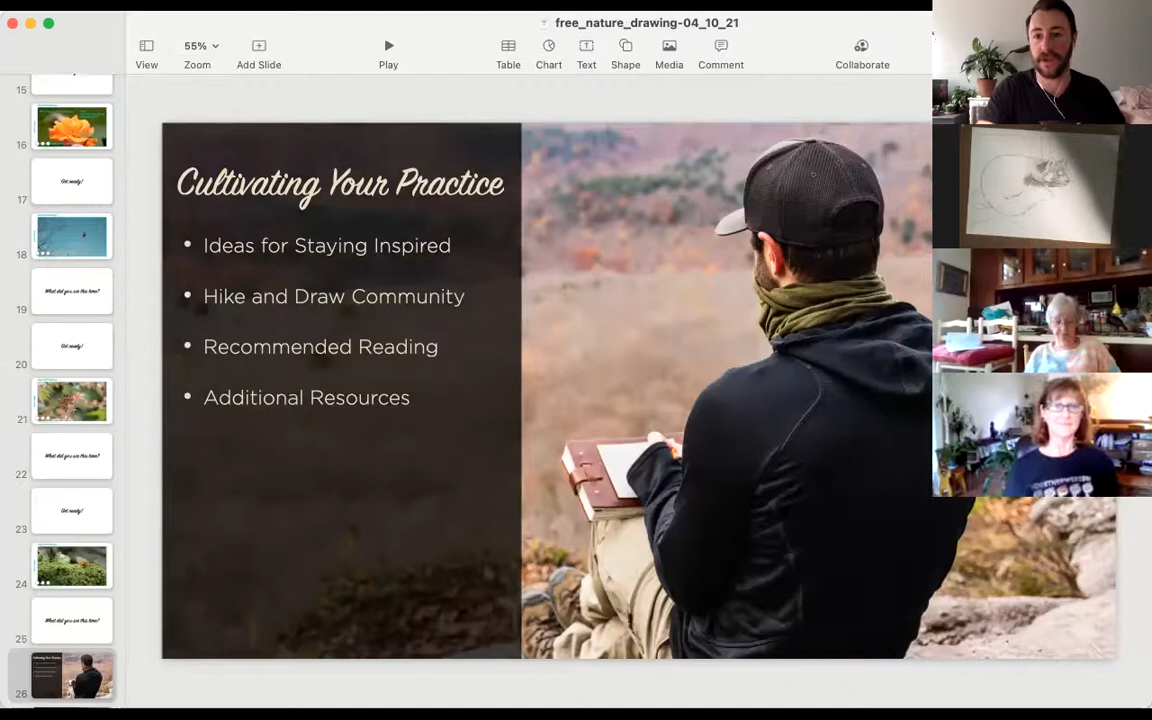 free_nature_drawing-04_10_21
55%
View
Zoom
Add Slide
Play
Table
Chart
Text
Shape
Media
Comment
Collaborate
15
16
17
Get ready!
18
19
What did you see this time?
20
Get ready!
21
22
What did you see this time?
23
Get ready!
24
25
What did you see this time?
26
Cultivating Your Practice
• Ideas for Staying Inspired
• Hike and Draw Community
• Recommended Reading
• Additional Resources